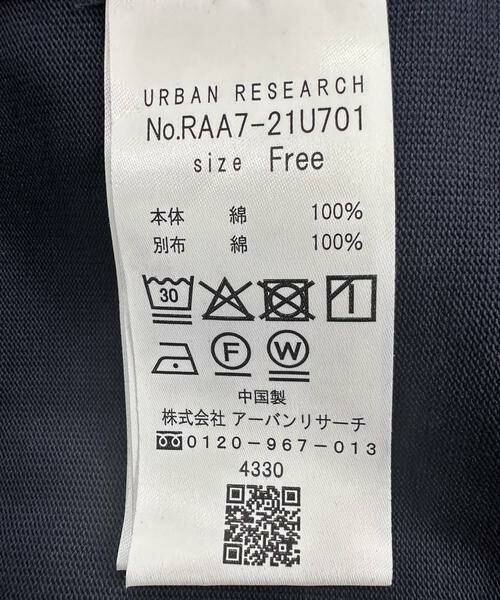 URBAN RESEARCH
No.RAA7-21U701
size Free
本体 綿 100%
別布 綿 100%
30
F W
中国製
株式会社 アーバンリサーチ
0120-967-013
4330